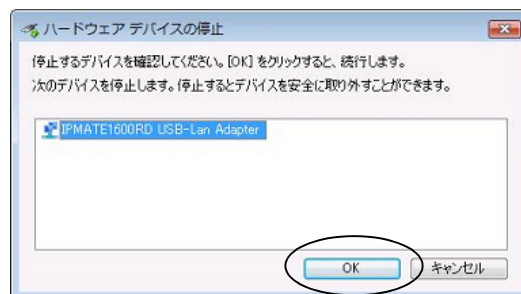 ハードウェア デバイスの停止
停止するデバイスを確認してください。[OK] をクリックすると、続行します。
次のデバイスを停止します。停止するとデバイスを安全に取り外すことができます。
IPMATE1600RD USB-Lan Adapter
OK
キャンセル